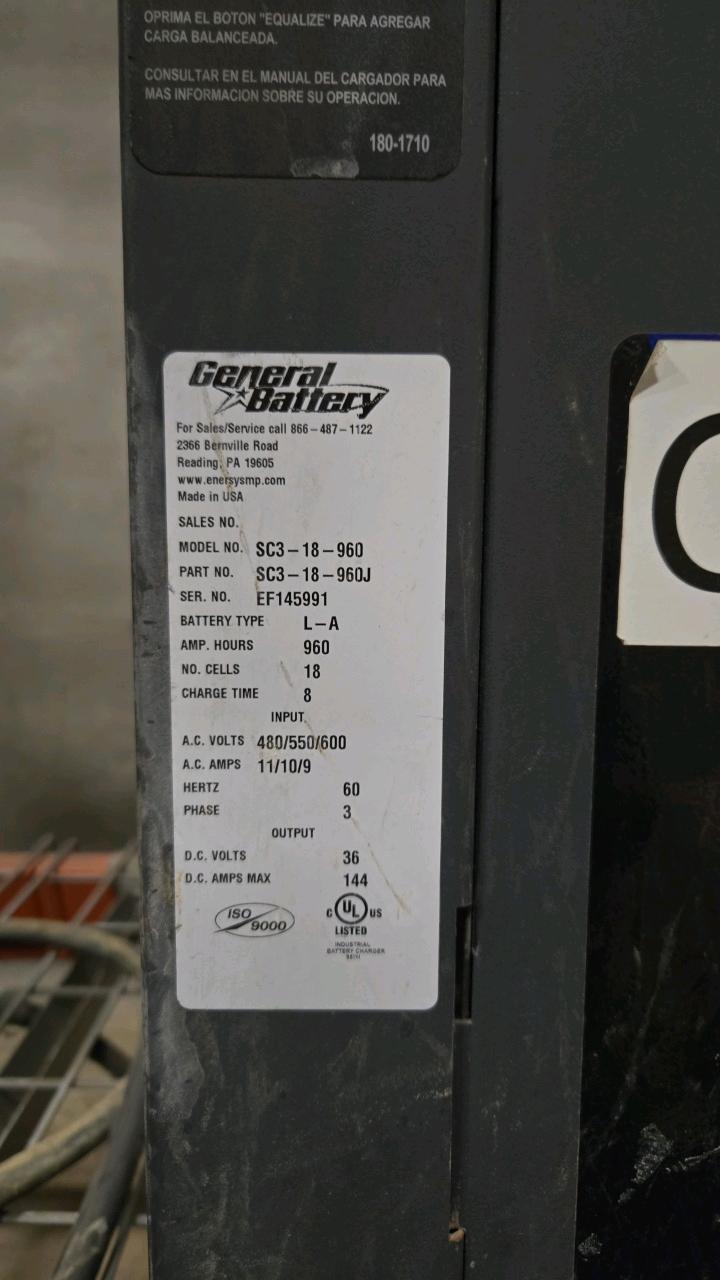 OPRIMA EL BOTON "EQUALIZE" PARA AGREGAR
CARGA BALANCEADA.
CONSULTAR EN EL MANUAL DEL CARGADOR PARA
MAS INFORMACION SOBRE SU OPERACION.
180-1710
General
Battery
For Sales/Service call 866-487-1122
2366 Bernville Road
Reading, PA 19605
www.enersysmp.com
Made in USA
SALES NO.
MODEL NO. SC3-18-960
PART NO. SC3-18-960J
SER. NO. EF145991
BATTERY TYPE L-A
AMP. HOURS 960
NO. CELLS 18
CHARGE TIME 8
INPUT
A.C. VOLTS 480/550/600
A.C. AMPS 11/10/9
HERTZ 60
PHASE 3
OUTPUT
D.C. VOLTS 36
D.C. AMPS MAX 144
ISO 9000
C UL US
LISTED
INDUSTRIAL
BATTERY CHARGER